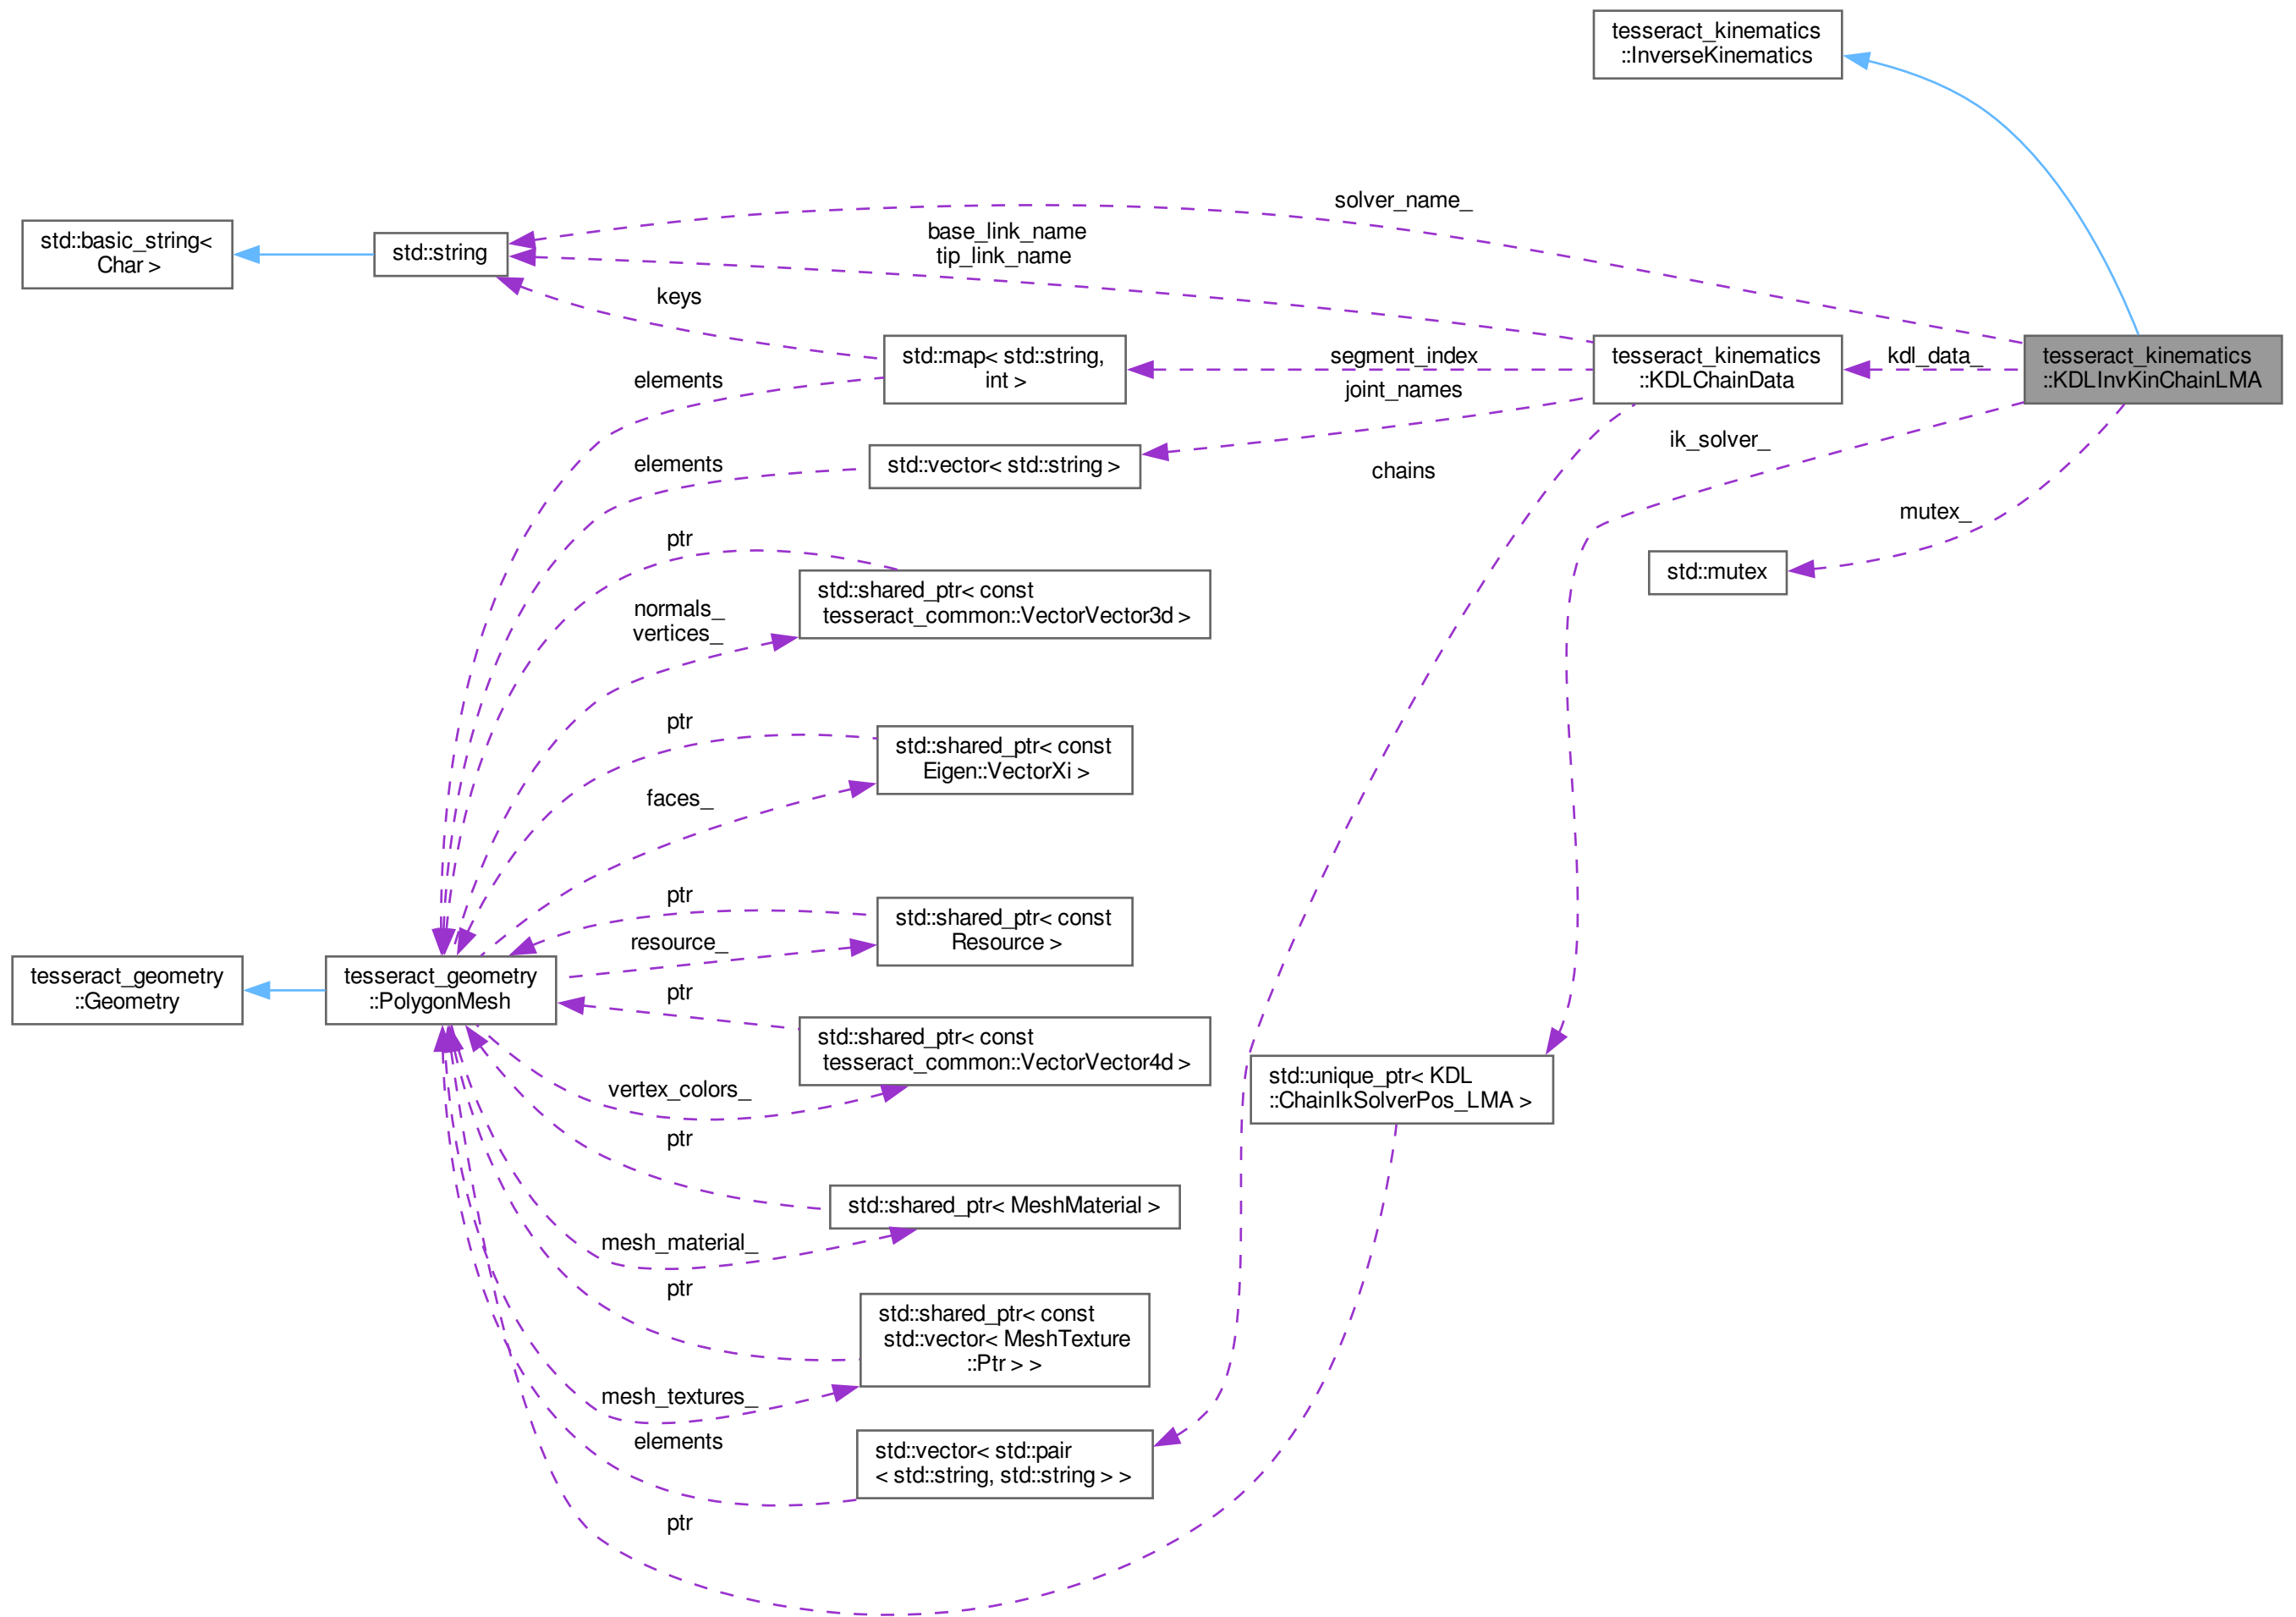 tesseract_kinematics
::InverseKinematics
solver_name_
std::basic_string<
Char >
std::string
base_link_name
tip_link_name
keys
std::map< std::string,
int >
segment_index
tesseract_kinematics
::KDLChainData
kdl_data_
tesseract_kinematics
::KDLInvKinChainLMA
elements
joint_names
ik_solver_
elements
std::vector< std::string >
chains
mutex_
ptr
std::mutex
std::shared_ptr< const
tesseract_common::VectorVector3d >
normals_
vertices_
ptr
std::shared_ptr< const
Eigen::VectorXi >
faces_
ptr
std::shared_ptr< const
Resource >
resource_
tesseract_geometry
::Geometry
tesseract_geometry
::PolygonMesh
ptr
std::shared_ptr< const
tesseract_common::VectorVector4d >
vertex_colors_
std::unique_ptr< KDL
::ChainIkSolverPos_LMA >
ptr
std::shared_ptr< MeshMaterial >
mesh_material_
ptr
std::shared_ptr< const
std::vector< MeshTexture
::Ptr > >
mesh_textures_
elements
std::vector< std::pair
< std::string, std::string > >
ptr